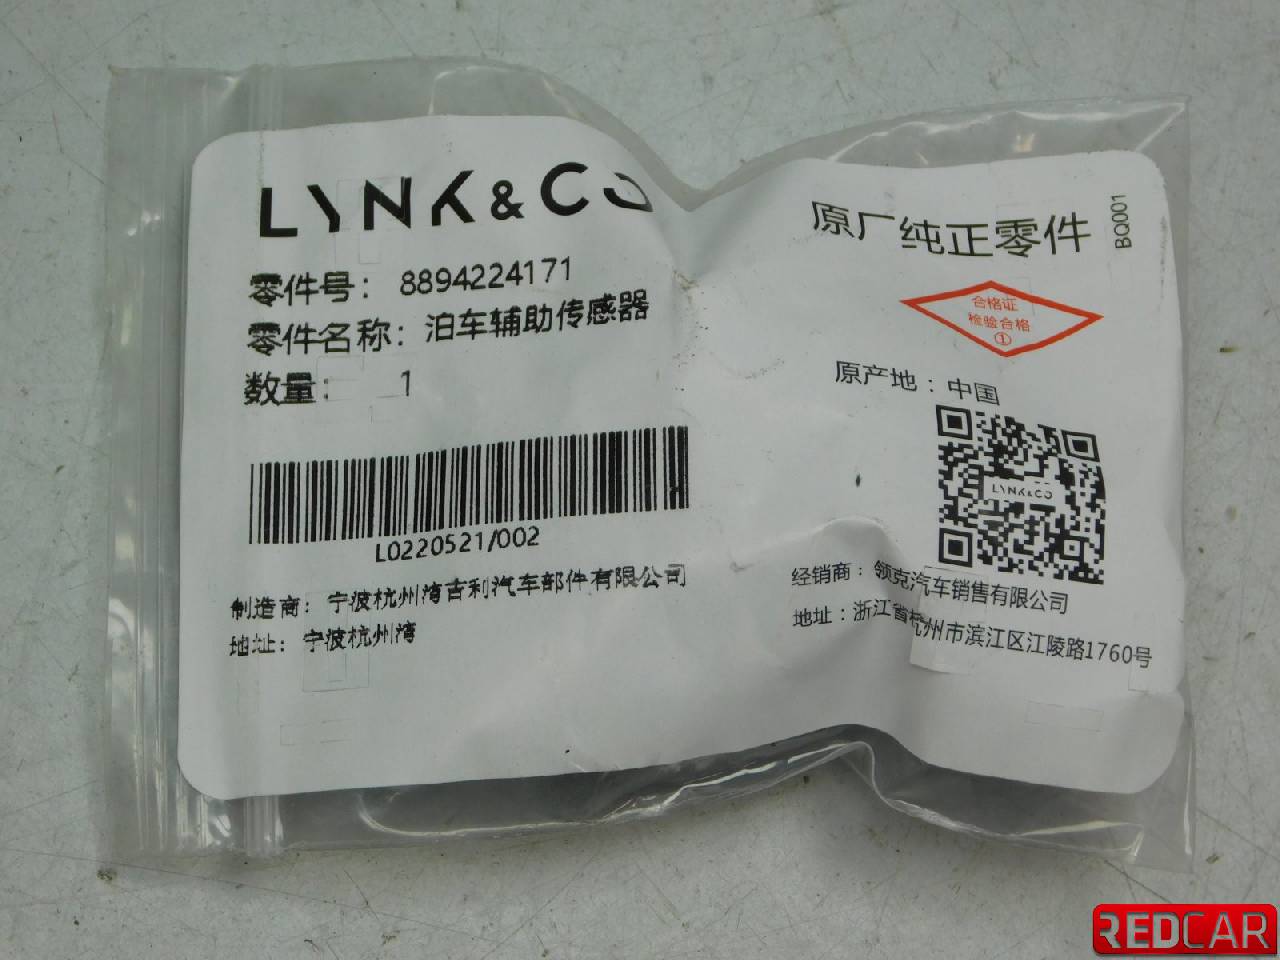 LYNK&CO
零件号： 8894224171
零件名称：泊车辅助传感器
数量： 1
L0220521/002
制造商：宁波杭州湾吉利汽车部件有限公司
地址：宁波杭州湾
原厂纯正零件
BQ001
合格证
检验合格
①
原产地：中国
LYNK&CO
经销商：领克汽车销售有限公司
地址：浙江省杭州市滨江区江陵路1760号
REDCAR